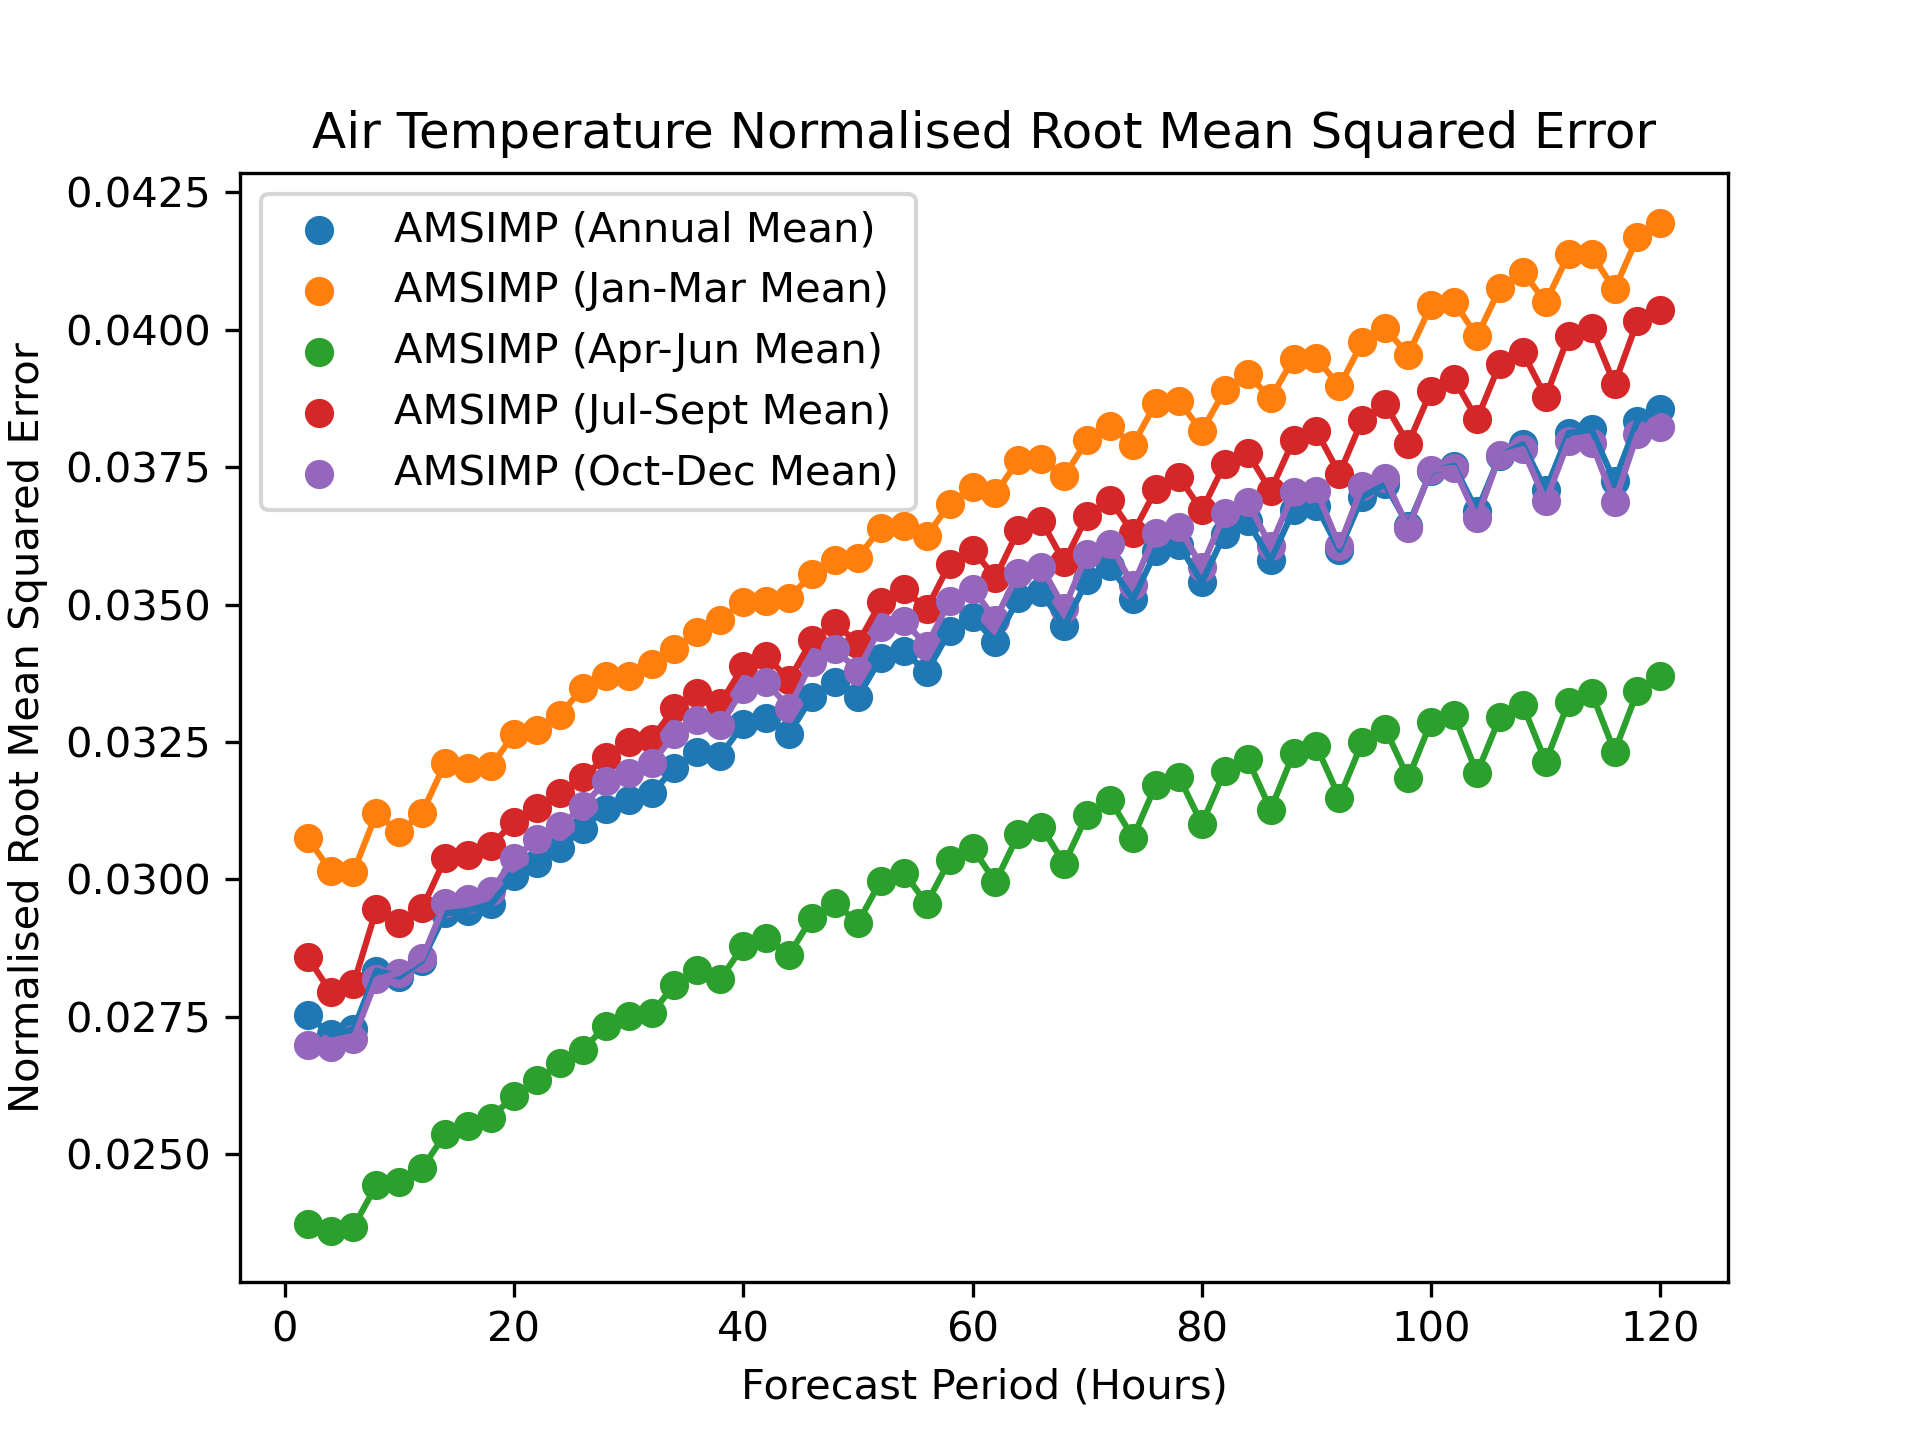 Air Temperature Normalised Root Mean Squared Error
AMSIMP (Annual Mean)
AMSIMP (Jan-Mar Mean)
AMSIMP (Apr-Jun Mean)
AMSIMP (Jul-Sept Mean)
AMSIMP (Oct-Dec Mean)
Normalised Root Mean Squared Error
0.0425
0.0400
0.0375
0.0350
0.0325
0.0300
0.0275
0.0250
0 20 40 60 80 100 120
Forecast Period (Hours)